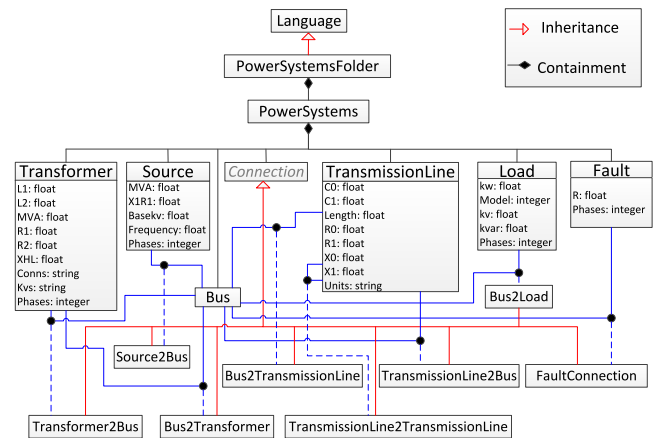 Language
Inheritance
Containment
PowerSystemsFolder
PowerSystems
Transformer
L1: float
L2: float
MVA: float
R1: float
R2: float
XHL: float
Conns: string
Kvs: string
Phases: integer
Source
MVA: float
X1R1: float
Basekv: float
Frequency: float
Phases: integer
Connection
TransmissionLine
C0: float
C1: float
Length: float
R0: float
R1: float
X0: float
X1: float
Units: string
Load
kw: float
Model: integer
kv: float
kvar: float
Phases: integer
Fault
R: float
Phases: integer
Bus
Bus2Load
Source2Bus
Bus2TransmissionLine
TransmissionLine2Bus
FaultConnection
Transformer2Bus
Bus2Transformer
TransmissionLine2TransmissionLine